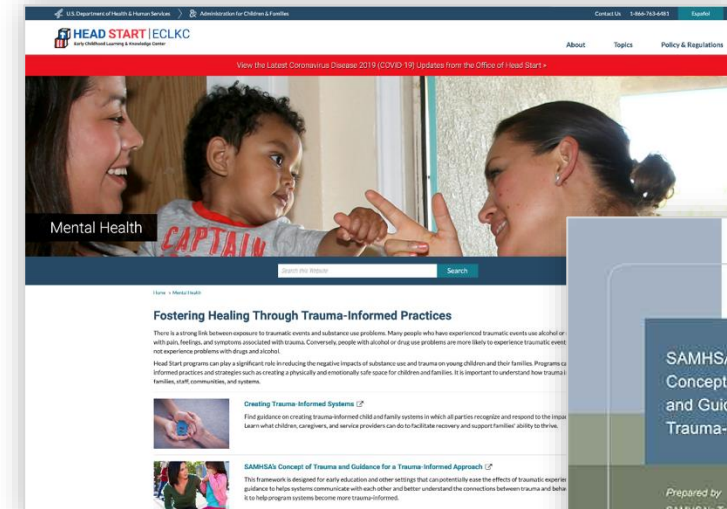 U.S. Department of Health & Human Services
Administration for Children & Families
Contact Us 1-866-763-6481 Español
HEAD START | ECLKC
Early Childhood Learning & Knowledge Center
About Topics Policy & Regulations
View the Latest Coronavirus Disease 2019 (COVID-19) Updates from the Office of Head Start »
CAPTAIN
Mental Health
Search this Website Search
Home » Mental Health
Fostering Healing Through Trauma-Informed Practices
There is a strong link between exposure to traumatic events and substance use problems. Many people who have experienced traumatic events use alcohol or
with pain, feelings, and symptoms associated with trauma. Conversely, people with alcohol or drug use problems are more likely to experience traumatic event
not experience problems with drugs and alcohol.
Head Start programs can play a significant role in reducing the negative impacts of substance use and trauma on young children and their families. Programs ca
informed practices and strategies such as creating a physically and emotionally safe space for children and families. It is important to understand how trauma i
families, staff, communities, and systems.
Creating Trauma-Informed Systems
Find guidance on creating trauma-informed child and family systems in which all parties recognize and respond to the impa
Learn what children, caregivers, and service providers can do to facilitate recovery and support families' ability to thrive.
SAMHSA's Concept of Trauma and Guidance for a Trauma-Informed Approach
This framework is designed for early education and other settings that can potentially ease the effects of traumatic experie
guidance to helps systems communicate with each other and better understand the connections between trauma and beha
it to help program systems become more trauma-informed.
SAMHSA
Concept
and Guid
Trauma-
Prepared by